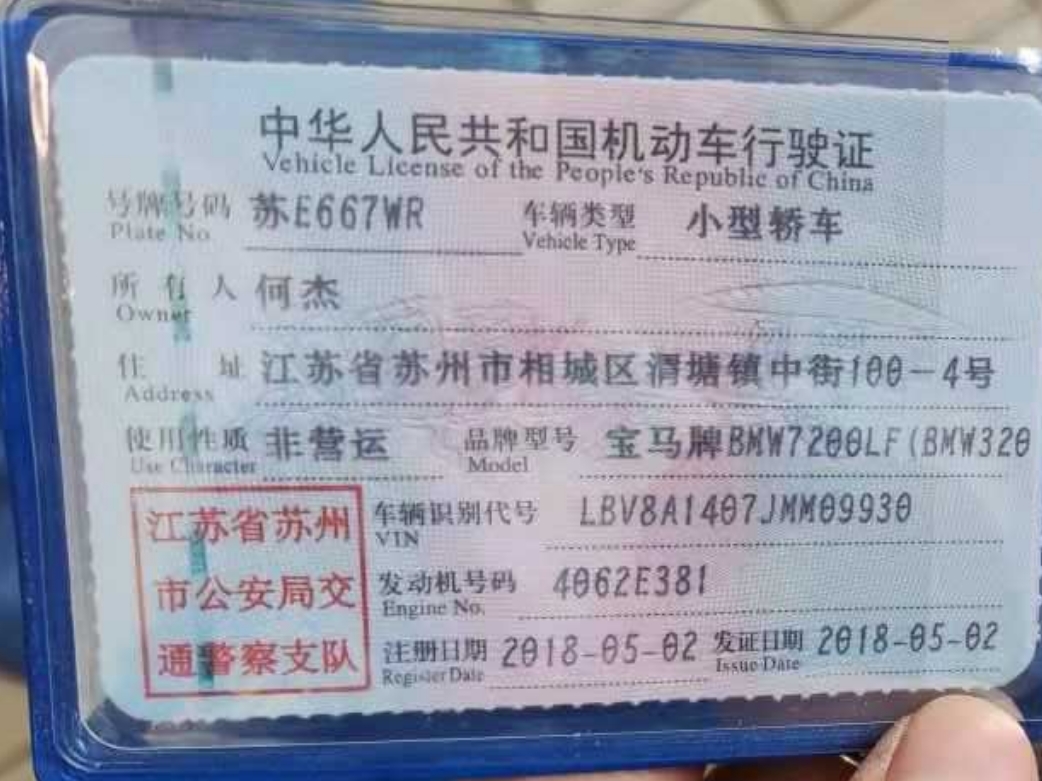 中华人民共和国机动车行驶证
Vehicle License of the People's Republic of China
号牌号码 苏E667WR 车辆类型 小型轿车
Plate No. Vehicle Type
所有人 何杰
Owner
住址 江苏省苏州市相城区渭塘镇中街100-4号
Address
使用性质 非营运 品牌型号 宝马牌BMW7200LF(BMW320
Use Character Model
江苏省苏州 车辆识别代号 LBV8A1407JMM09930
VIN
市公安局交 发动机号码 4062E381
Engine No.
通警察支队 注册日期 2018-05-02 发证日期 2018-05-02
Register Date Issue Date